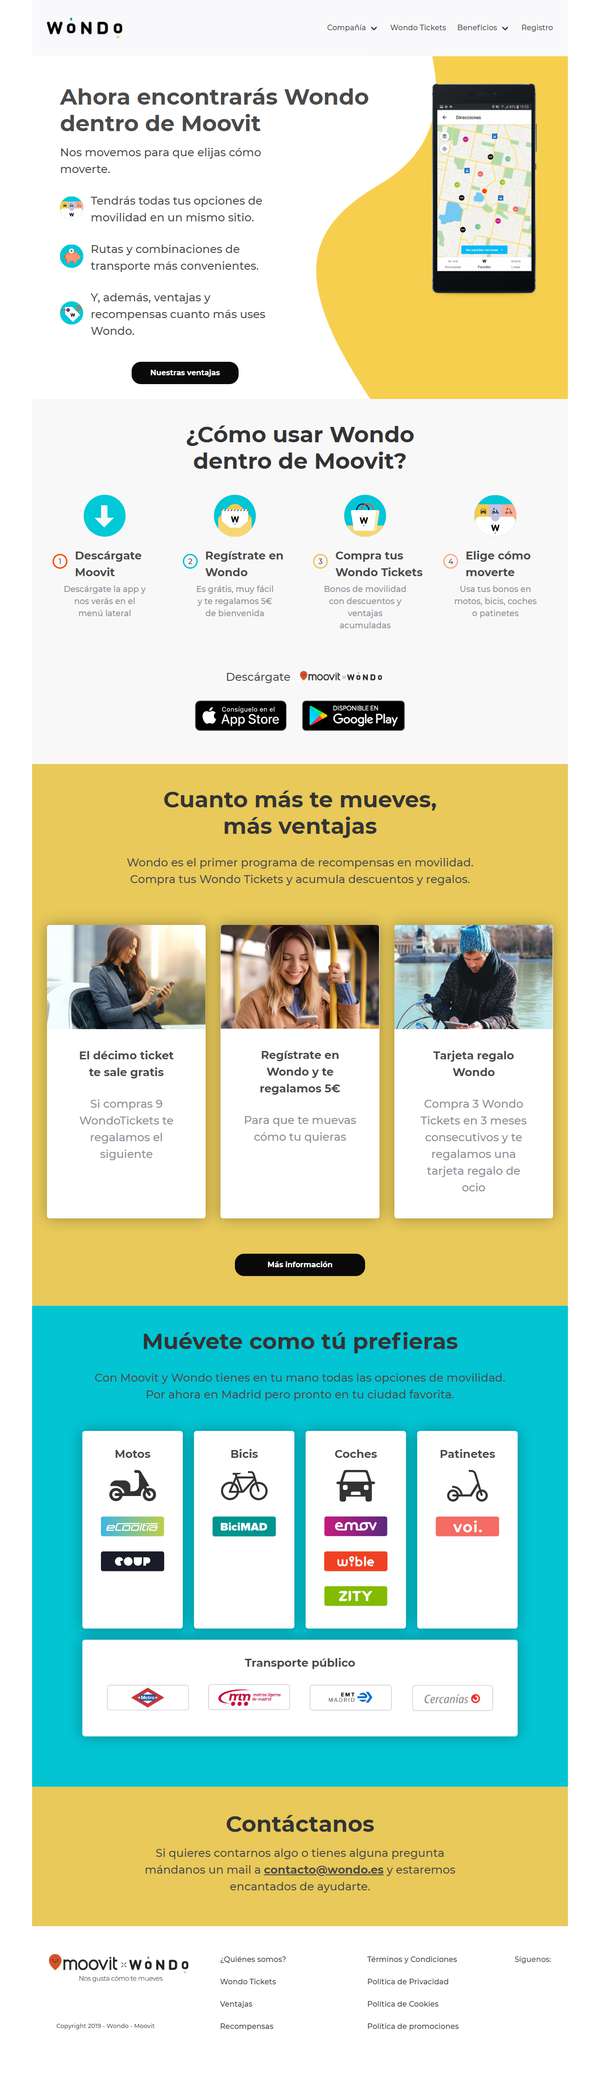 WONDO
Compañía
Wondo Tickets
Beneficios
Registro
Ahora encontrarás Wondo
dentro de Moovit
Nos movemos para que elijas cómo
moverte.
Tendrás todas tus opciones de
movilidad en un mismo sitio.
Rutas y combinaciones de
transporte más convenientes.
Y, además, ventajas y
recompensas cuanto más uses
Wondo.
Nuestras ventajas
Direcciones
¿Cómo usar Wondo
dentro de Moovit?
1 Descárgate
Moovit
Descárgate la app y
nos verás en el
menú lateral
2 Regístrate en
Wondo
Es grátis, muy fácil
y te regalamos 5€
de bienvenida
3 Compra tus
Wondo Tickets
Bonos de movilidad
con descuentos y
ventajas
acumuladas
4 Elige cómo
moverte
Usa tus bonos en
motos, bicis, coches
o patinetes
Descárgate moovit × WONDO
Consíguelo en el
App Store
DISPONIBLE EN
Google Play
Cuanto más te mueves,
más ventajas
Wondo es el primer programa de recompensas en movilidad.
Compra tus Wondo Tickets y acumula descuentos y regalos.
El décimo ticket
te sale gratis
Si compras 9
WondoTickets te
regalamos el
siguiente
Regístrate en
Wondo y te
regalamos 5€
Para que te muevas
cómo tu quieras
Tarjeta regalo
Wondo
Compra 3 Wondo
Tickets en 3 meses
consecutivos y te
regalamos una
tarjeta regalo de
ocio
Más información
Muévete como tú prefieras
Con Moovit y Wondo tienes en tu mano todas las opciones de movilidad.
Por ahora en Madrid pero pronto en tu ciudad favorita.
Motos
eCooltra
COUP
Bicis
BiciMAD
Coches
emov
wible
ZITY
Patinetes
voi.
Transporte público
Metro
metros ligeros
de madrid
EMT
MADRID
Cercanías
Contáctanos
Si quieres contarnos algo o tienes alguna pregunta
mándanos un mail a contacto@wondo.es y estaremos
encantados de ayudarte.
moovit × WONDO
Nos gusta cómo te mueves
Copyright 2019 - Wondo - Moovit
¿Quiénes somos?
Wondo Tickets
Ventajas
Recompensas
Términos y Condiciones
Política de Privacidad
Política de Cookies
Política de promociones
Síguenos: